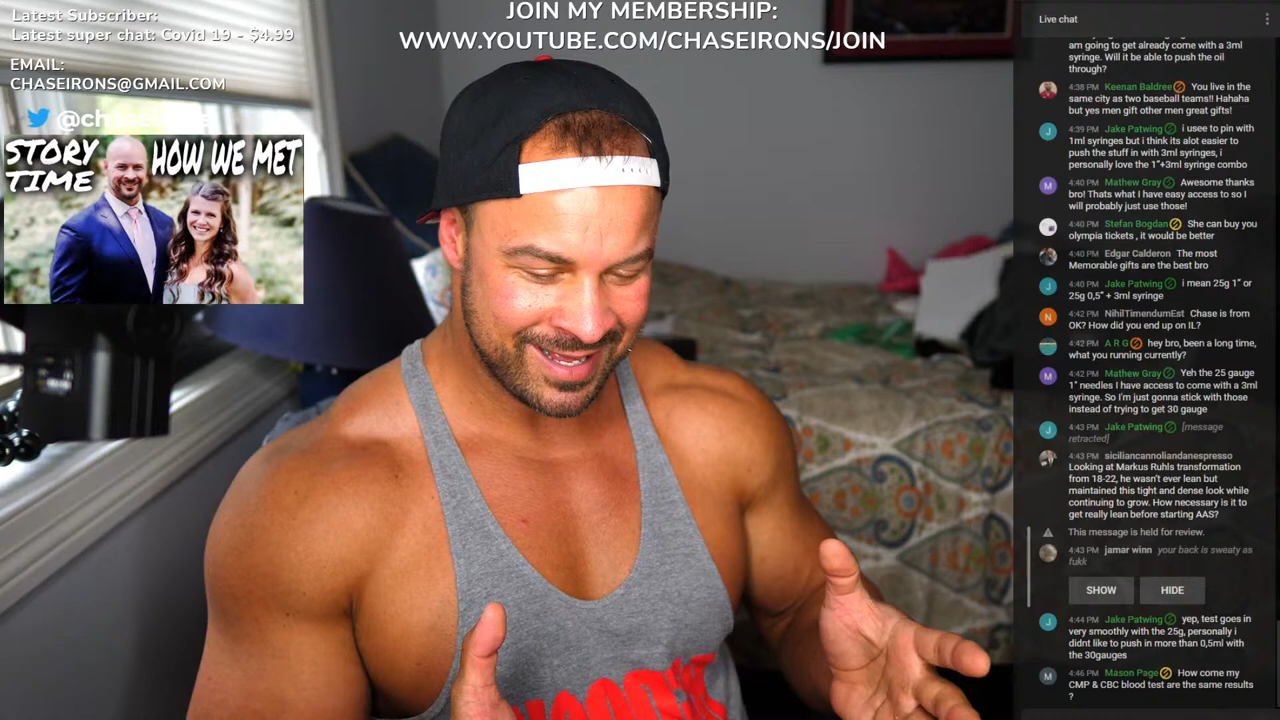 Latest Subscriber:
Latest super chat: Covid 19 - $4.99
EMAIL:
CHASEIRONS@GMAIL.COM
STORY
TIME
HOW WE MET
JOIN MY MEMBERSHIP:
WWW.YOUTUBE.COM/CHASEIRONS/JOIN
Live chat
am going to get already come with a 3ml
syringe. Will it be able to push the oil
through?
4:38 PM Keenan Baldree You live in the
same city as two baseball teams!! Hahaha
but yes men gift other men great gifts!
4:39 PM Jake Patwing i usee to pin with
1ml syringes but i think its alot easier to
push the stuff in with 3ml syringes, i
personally love the 1"+3ml syringe combo
4:40 PM Mathew Gray Awesome thanks
bro! Thats what I have easy access to so I
will probably just use those!
4:40 PM Stefan Bogdan She can buy you
olympia tickets , it would be better
4:40 PM Edgar Calderon The most
Memorable gifts are the best bro
4:40 PM Jake Patwing i mean 25g 1" or
25g 0,5" + 3ml syringe
4:42 PM NihilTimendumEst Chase is from
OK? How did you end up on IL?
4:42 PM A R G hey bro, been a long time,
what you running currently?
4:42 PM Mathew Gray Yeh the 25 gauge
1" needles I have access to come with a 3ml
syringe. So I'm just gonna stick with those
instead of trying to get 30 gauge
4:43 PM Jake Patwing [message
retracted]
4:43 PM siciliancannoliandanespresso
Looking at Markus Ruhls transformation
from 18-22, he wasn't ever lean but
maintained this tight and dense look while
continuing to grow. How necessary is it to
get really lean before starting AAS?
This message is held for review.
4:43 PM jamar winn your back is sweaty as
fukk
SHOW HIDE
4:44 PM Jake Patwing yep, test goes in
very smoothly with the 25g, personally i
didnt like to push in more than 0,5ml with
the 30gauges
4:46 PM Mason Page How come my
CMP & CBC blood test are the same results
?